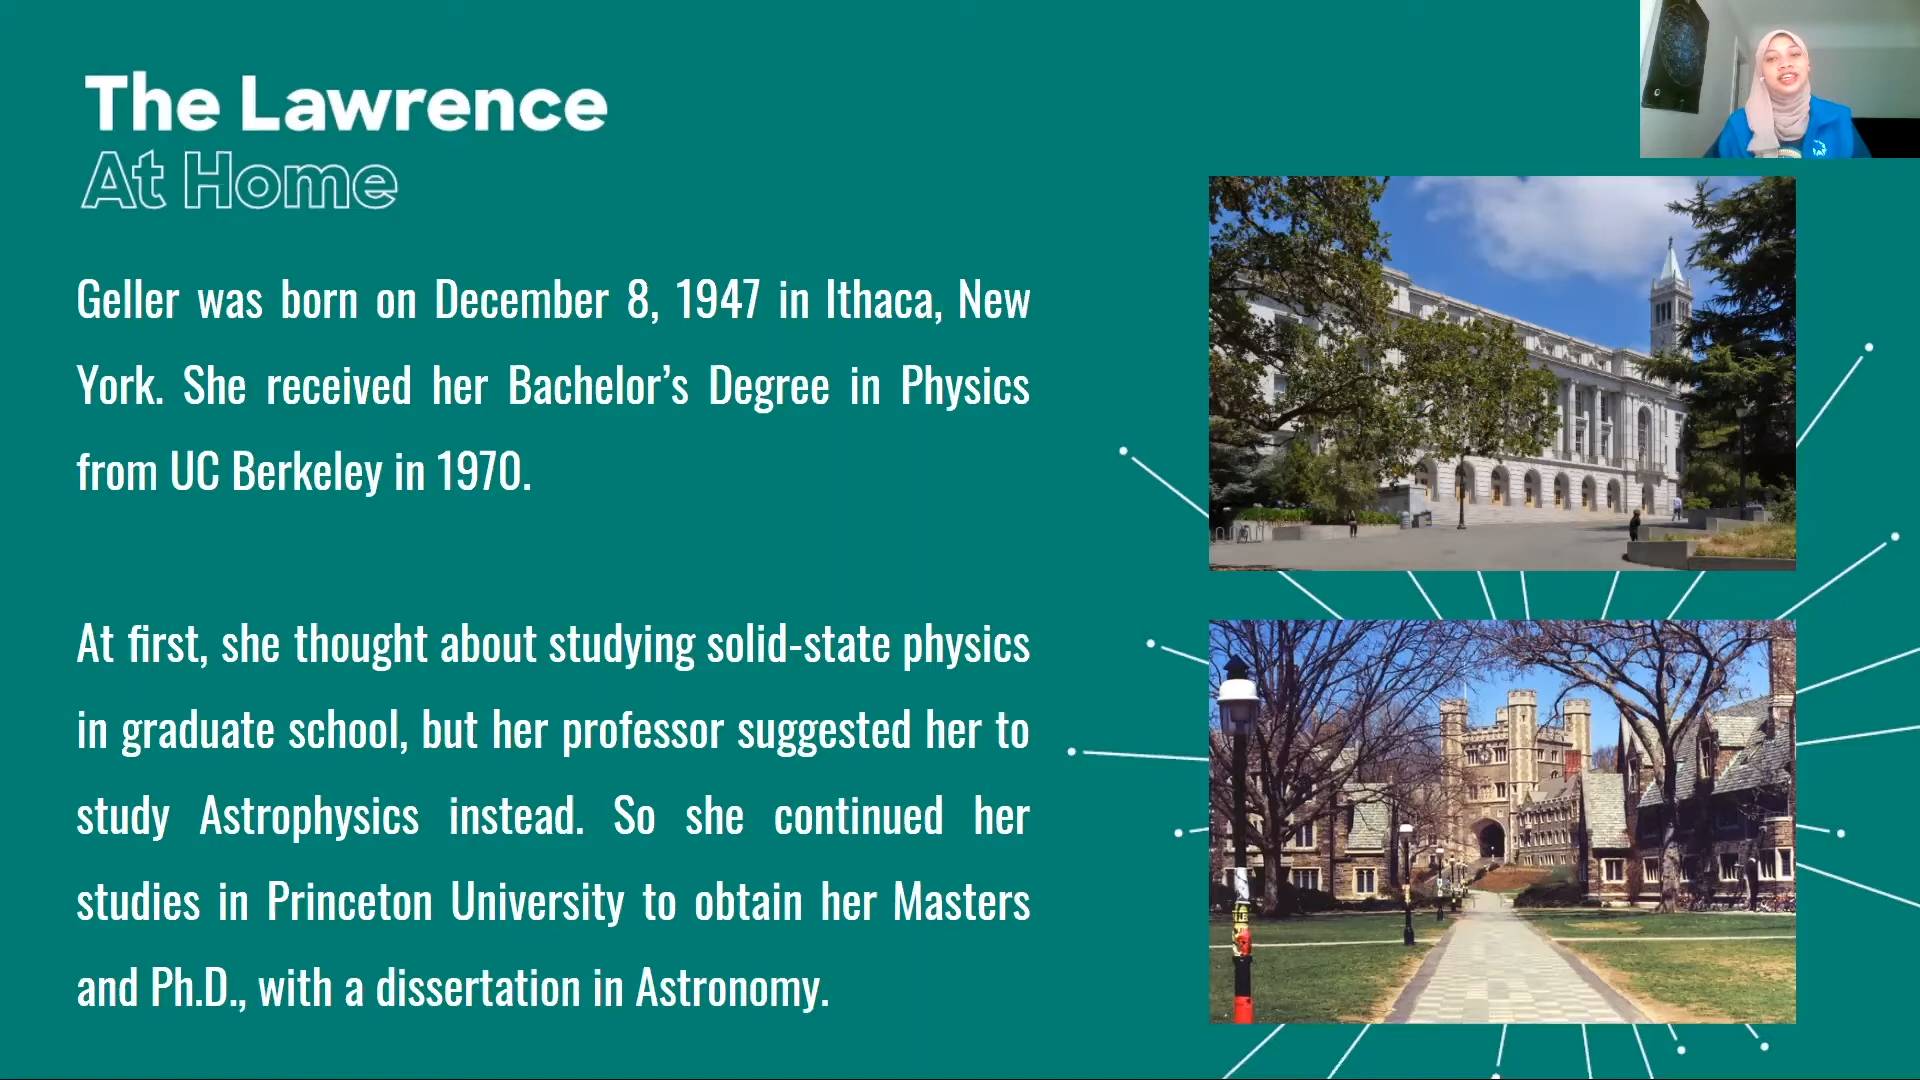 The Lawrence
At Home
Geller was born on December 8, 1947 in Ithaca, New
York. She received her Bachelor’s Degree in Physics
from UC Berkeley in 1970.
At first, she thought about studying solid-state physics
in graduate school, but her professor suggested her to
study Astrophysics instead. So she continued her
studies in Princeton University to obtain her Masters
and Ph.D., with a dissertation in Astronomy.